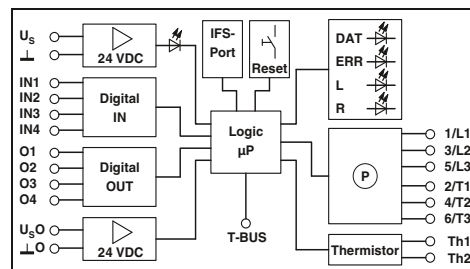 U_S
⊥
24 VDC
IFS-
Port
Reset
DAT
ERR
L
R
IN1
IN2
IN3
IN4
Digital
IN
Logic
µP
O1
O2
O3
O4
Digital
OUT
P
1/L1
3/L2
5/L3
2/T1
4/T2
6/T3
U_SO
⊥O
24 VDC
T-BUS
Thermistor
Th1
Th2